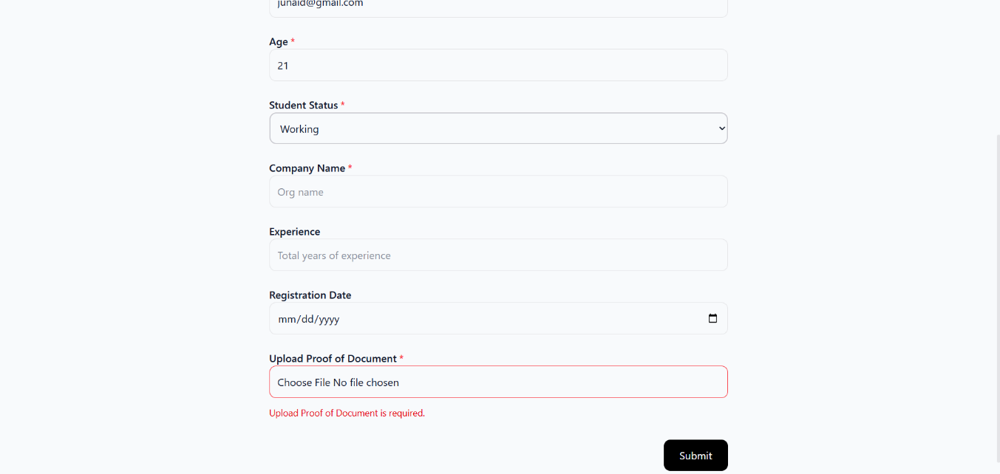 junaid@gmail.com
Age *
21
Student Status *
Working
Company Name *
Org name
Experience
Total years of experience
Registration Date
mm/dd/yyyy
Upload Proof of Document *
Choose File No file chosen
Upload Proof of Document is required.
Submit